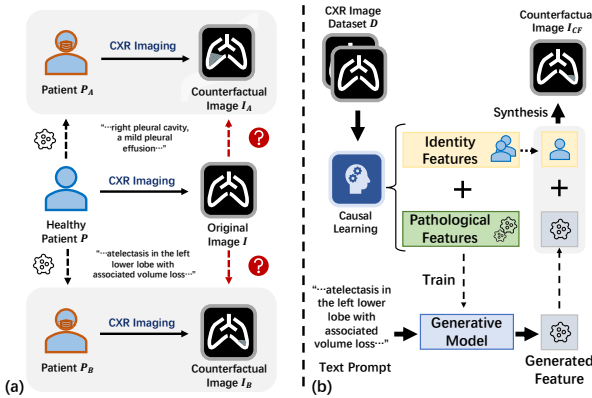 CXR Imaging
Patient P_A
Counterfactual
Image I_A
"…right pleural cavity,
a mild pleural
effusion…"
?
CXR Imaging
Healthy
Patient P
Original
Image I
?
"…atelectasis in the left
lower lobe with
associated volume loss…"
CXR Imaging
Patient P_B
Counterfactual
Image I_B
(a)
CXR Image
Dataset D
Counterfactual
Image I_CF
Synthesis
Identity
Features
+
+
Causal
Learning
Pathological
Features
Train
"…atelectasis in
the left lower
lobe with
associated
volume loss…"
Text Prompt
Generative
Model
Generated
Feature
(b)